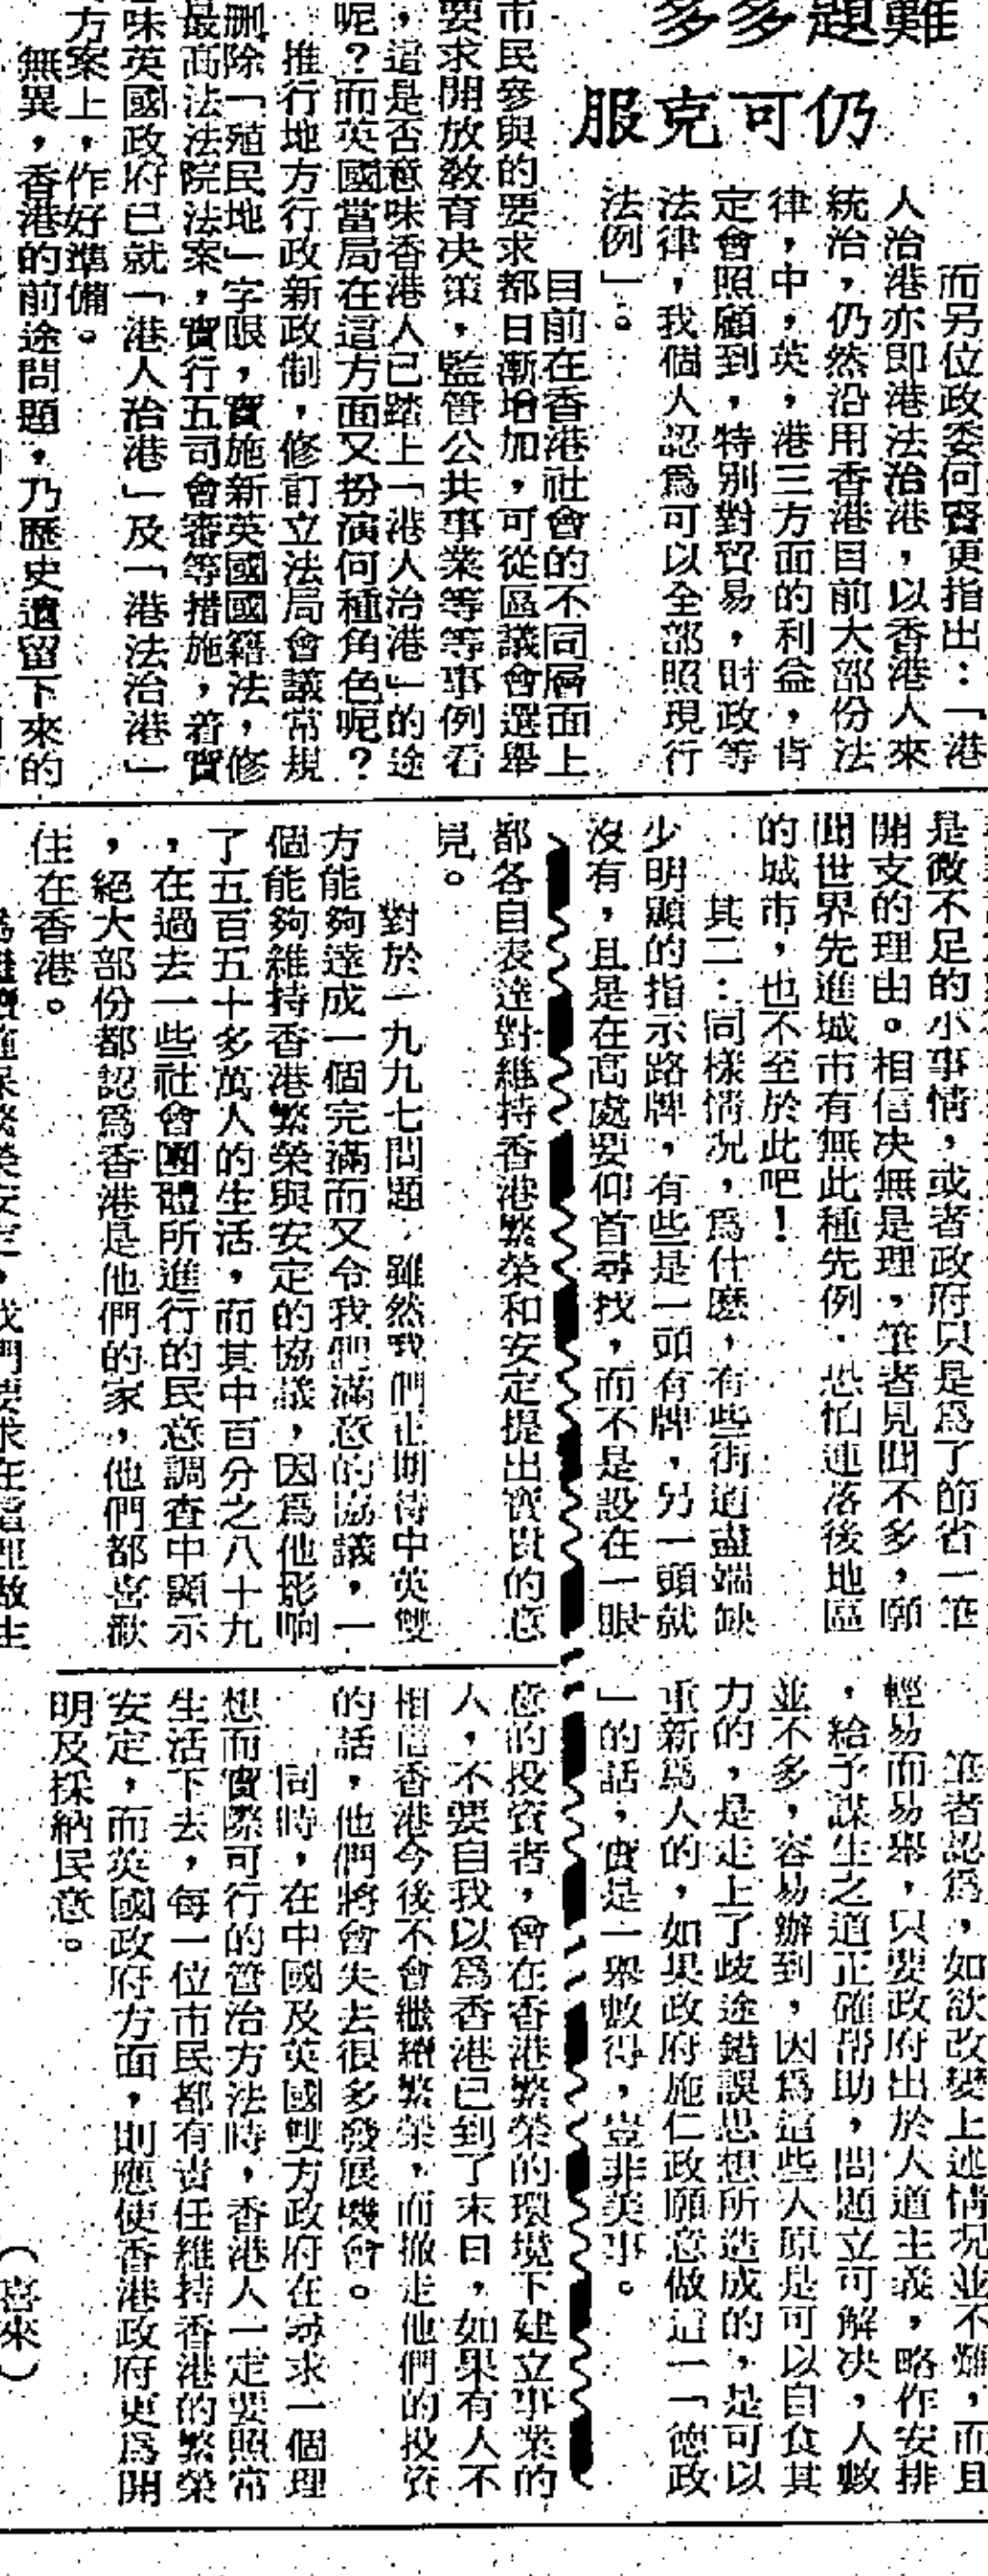 難題多多
仍可克服
而另位政委何賢更指出：「港
人治港亦即港法治港，以香港人來
統治，仍然沿用香港目前大部份法
律，中，英，港三方面的利益，肯
定會照顧到，特別對貿易，財政等
法律，我個人認爲可以全部照現行
法例」。
目前在香港社會的不同層面上
市民參與的要求都日漸增加，可從區議會選舉
要求開放教育决策，監管公共事業等等事例看
，這是否意味香港人已踏上「港人治港」的途
呢？而英國當局在這方面又扮演何種角色呢？
推行地方行政新政制，修訂立法局會議常規
删除「殖民地」字眼，實施新英國國籍法，修
最高法法院法案，實行五司會審等措施，着實
味英國政府已就「港人治港」及「港法治港」
方案上，作好準備。
無異，香港的前途問題，乃歷史遺留下來的
是微不足的小事情，或者政府只是爲了節省一筆
開支的理由。相信决無是理，筆者見聞不多，願
聞世界先進城市有無此種先例，恐怕連落後地區
的城市，也不至於此吧！
其二：同樣情况，爲什麽，有些街道盡端缺
少明顯的指示路牌，有些是一頭有牌，另一頭就
沒有，且是在高處要仰首尋找，而不是設在一眼
都各自表達對維持香港繁榮和安定提出寶貴的意
見。
對於一九九七問題，雖然我們正期待中英雙
方能夠達成一個完滿而又令我們滿意的協議，一
個能夠維持香港繁榮與安定的協議，因爲他影响
了五百五十多萬人的生活，而其中百分之八十九
，在過去一些社會團體所進行的民意調查中顯示
，絕大部份都認爲香港是他們的家，他們都喜歡
住在香港。
筆者認爲，如欲改變上述情况並不難，而且
輕易而易舉，只要政府出於人道主義，略作安排
，給予謀生之道正確帮助，問題立可解决，人數
並不多，容易辦到，因爲這些人原是可以自食其
力的，是走上了歧途錯誤思想所造成的，是可以
重新爲人的，如果政府施仁政願意做這一「德政
」的話，實是一舉數得，豈非美事。
意的投資者，會在香港繁榮的環境下建立事業的
人，不要自我以爲香港已到了末日，如果有人不
相信香港今後不會繼續繁榮，而撤走他們的投資
的話，他們將會失去很多發展機會。
同時，在中國及英國雙方政府在尋求一個理
想而實際可行的管治方法時，香港人一定要照常
生活下去，每一位市民都有責任維持香港的繁榮
安定，而英國政府方面，則應使香港政府更爲開
明及採納民意。
（喜來）